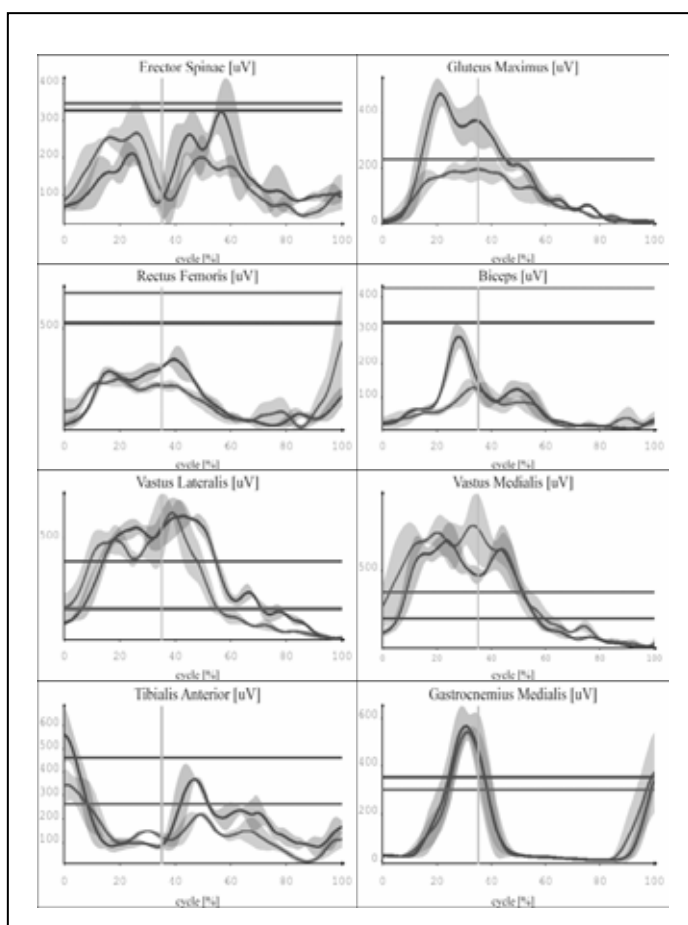 Erector Spinae [uV]
400
300
200
100
0 20 40 60 80 100
cycle [%]
Gluteus Maximus [uV]
400
200
0
0 20 40 60 80 100
cycle [%]
Rectus Femoris [uV]
500
0 20 40 60 80 100
cycle [%]
Biceps [uV]
400
300
200
100
0 20 40 60 80 100
cycle [%]
Vastus Lateralis [uV]
500
0 20 40 60 80 100
cycle [%]
Vastus Medialis [uV]
500
0 20 40 60 80 100
cycle [%]
Tibialis Anterior [uV]
600
500
400
300
200
100
0 20 40 60 80 100
cycle [%]
Gastrocnemius Medialis [uV]
600
400
200
0
0 20 40 60 80 100
cycle [%]